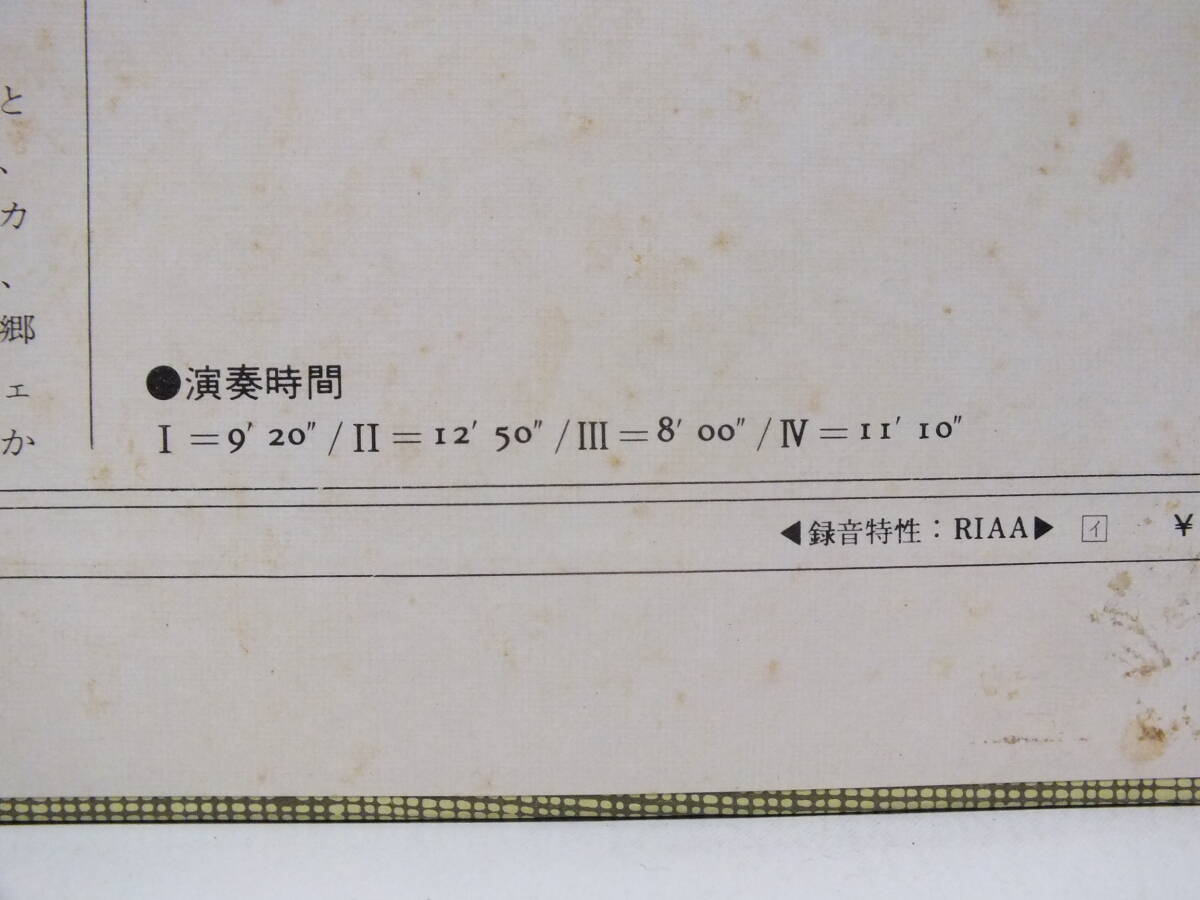 と
、
カ
、
郷
ェ
か
●演奏時間
I=9′20″/II=12′50″/III=8′00″/IV=11′10″
◀録音特性：RIAA▶ イ ¥